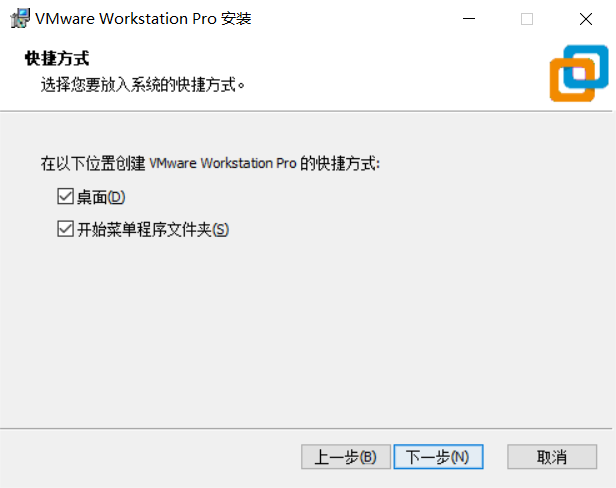 VMware Workstation Pro 安装
快捷方式
选择您要放入系统的快捷方式。
在以下位置创建 VMware Workstation Pro 的快捷方式:
桌面(D)
开始菜单程序文件夹(S)
上一步(B) 下一步(N) 取消